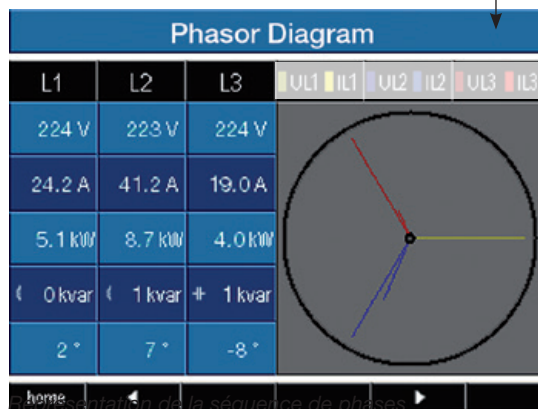 Phasor Diagram
L1 L2 L3 UL1 IL1 UL2 IL2 UL3 IL3
224 V 223 V 224 V
24.2 A 41.2 A 19.0 A
5.1 kW 8.7 kW 4.0 kW
0 kvar 1 kvar 1 kvar
2 ° 7 ° -8 °
home
Représentation de la séquence de phases